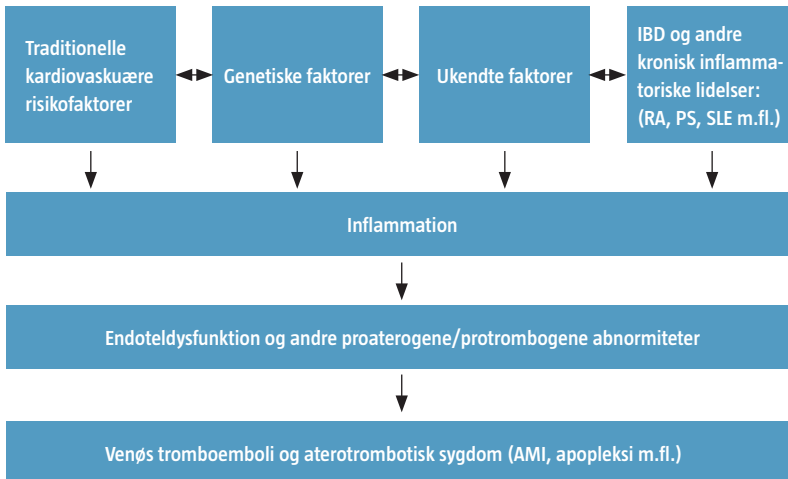 Traditionelle
kardiovaskuære
risikofaktorer
Genetiske faktorer
Ukendte faktorer
IBD og andre
kronisk inflamma-
toriske lidelser:
(RA, PS, SLE m.fl.)
Inflammation
Endoteldysfunktion og andre proaterogene/protrombogene abnormiteter
Venøs tromboemboli og aterotrombotisk sygdom (AMI, apopleksi m.fl.)